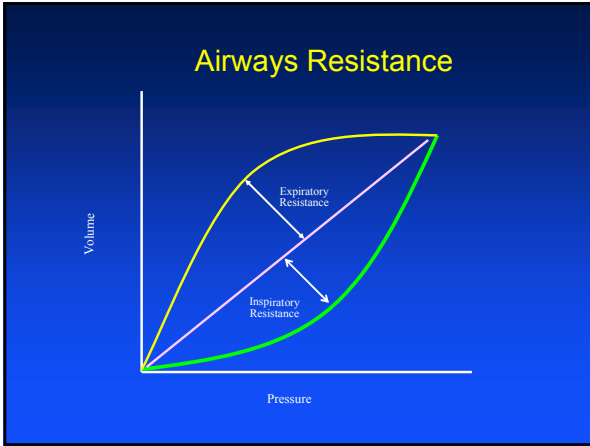 Airways Resistance
Expiratory
Resistance
Volume
Inspiratory
Resistance
Pressure